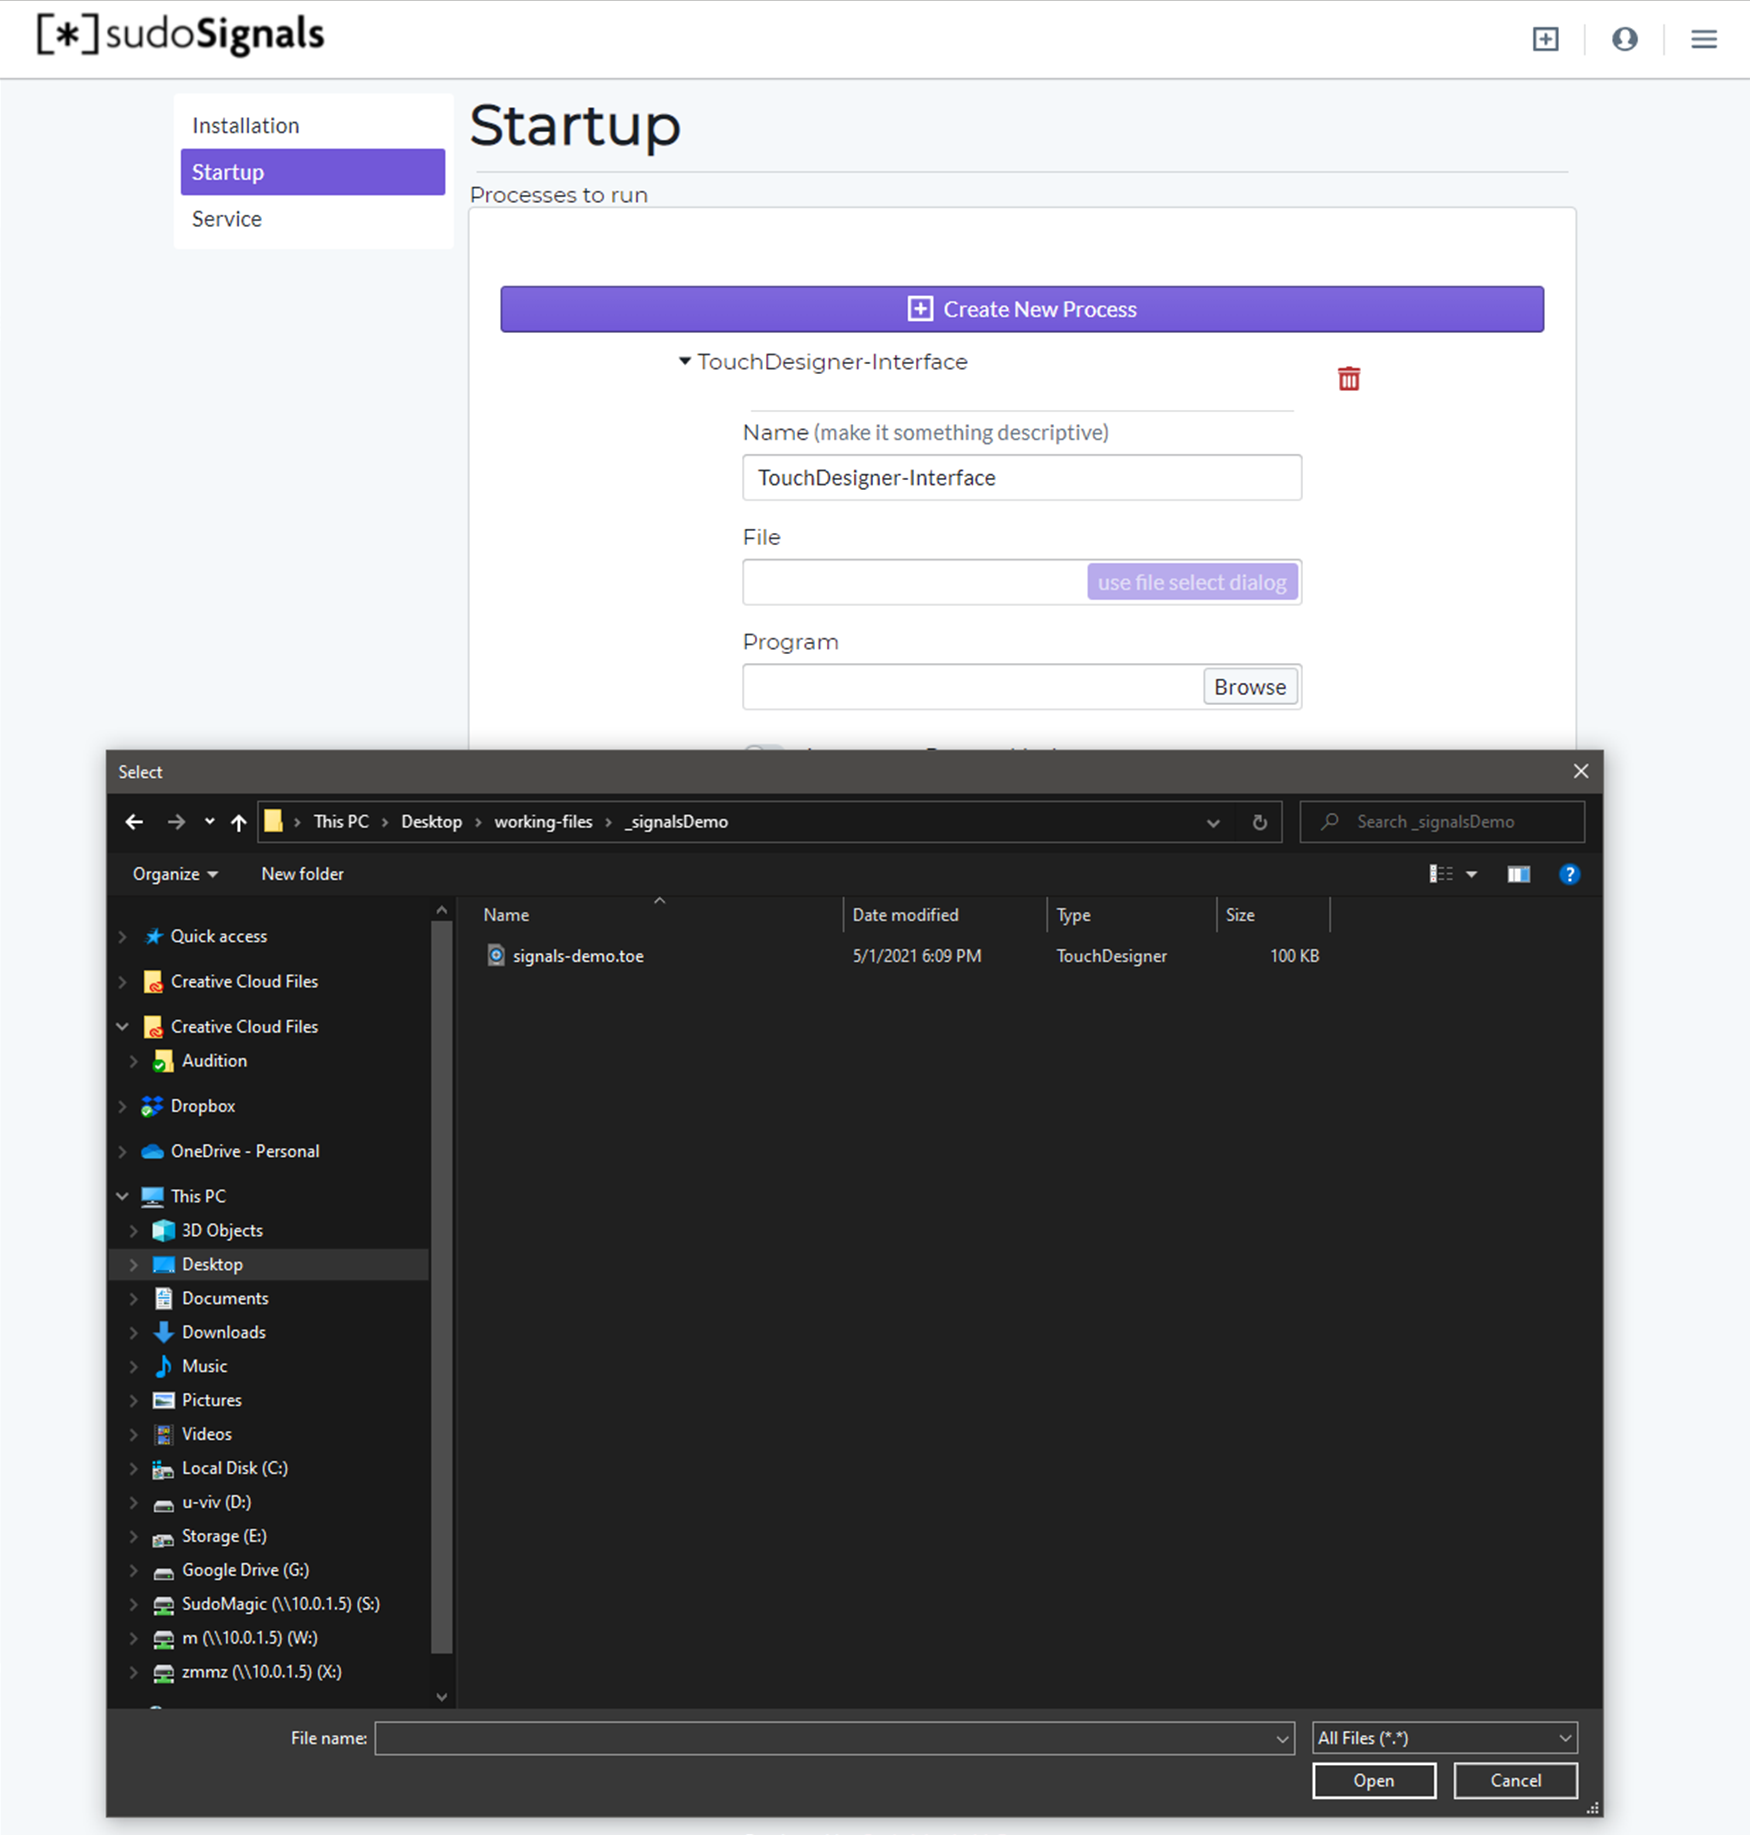 [*]sudoSignals
Installation
Startup
Service
Startup
Processes to run
Create New Process
TouchDesigner-Interface
Name (make it something descriptive)
TouchDesigner-Interface
File
use file select dialog
Program
Browse
Select
This PC > Desktop > working-files > _signalsDemo
Search _signalsDemo
Organize
New folder
Name Date modified Type Size
signals-demo.toe 5/1/2021 6:09 PM TouchDesigner 100 KB
Quick access
Creative Cloud Files
Creative Cloud Files
Audition
Dropbox
OneDrive - Personal
This PC
3D Objects
Desktop
Documents
Downloads
Music
Pictures
Videos
Local Disk (C:)
u-viv (D:)
Storage (E:)
Google Drive (G:)
SudoMagic (\\10.0.1.5) (S:)
m (\\10.0.1.5) (W:)
zmmz (\\10.0.1.5) (X:)
File name:
All Files (*.*)
Open
Cancel